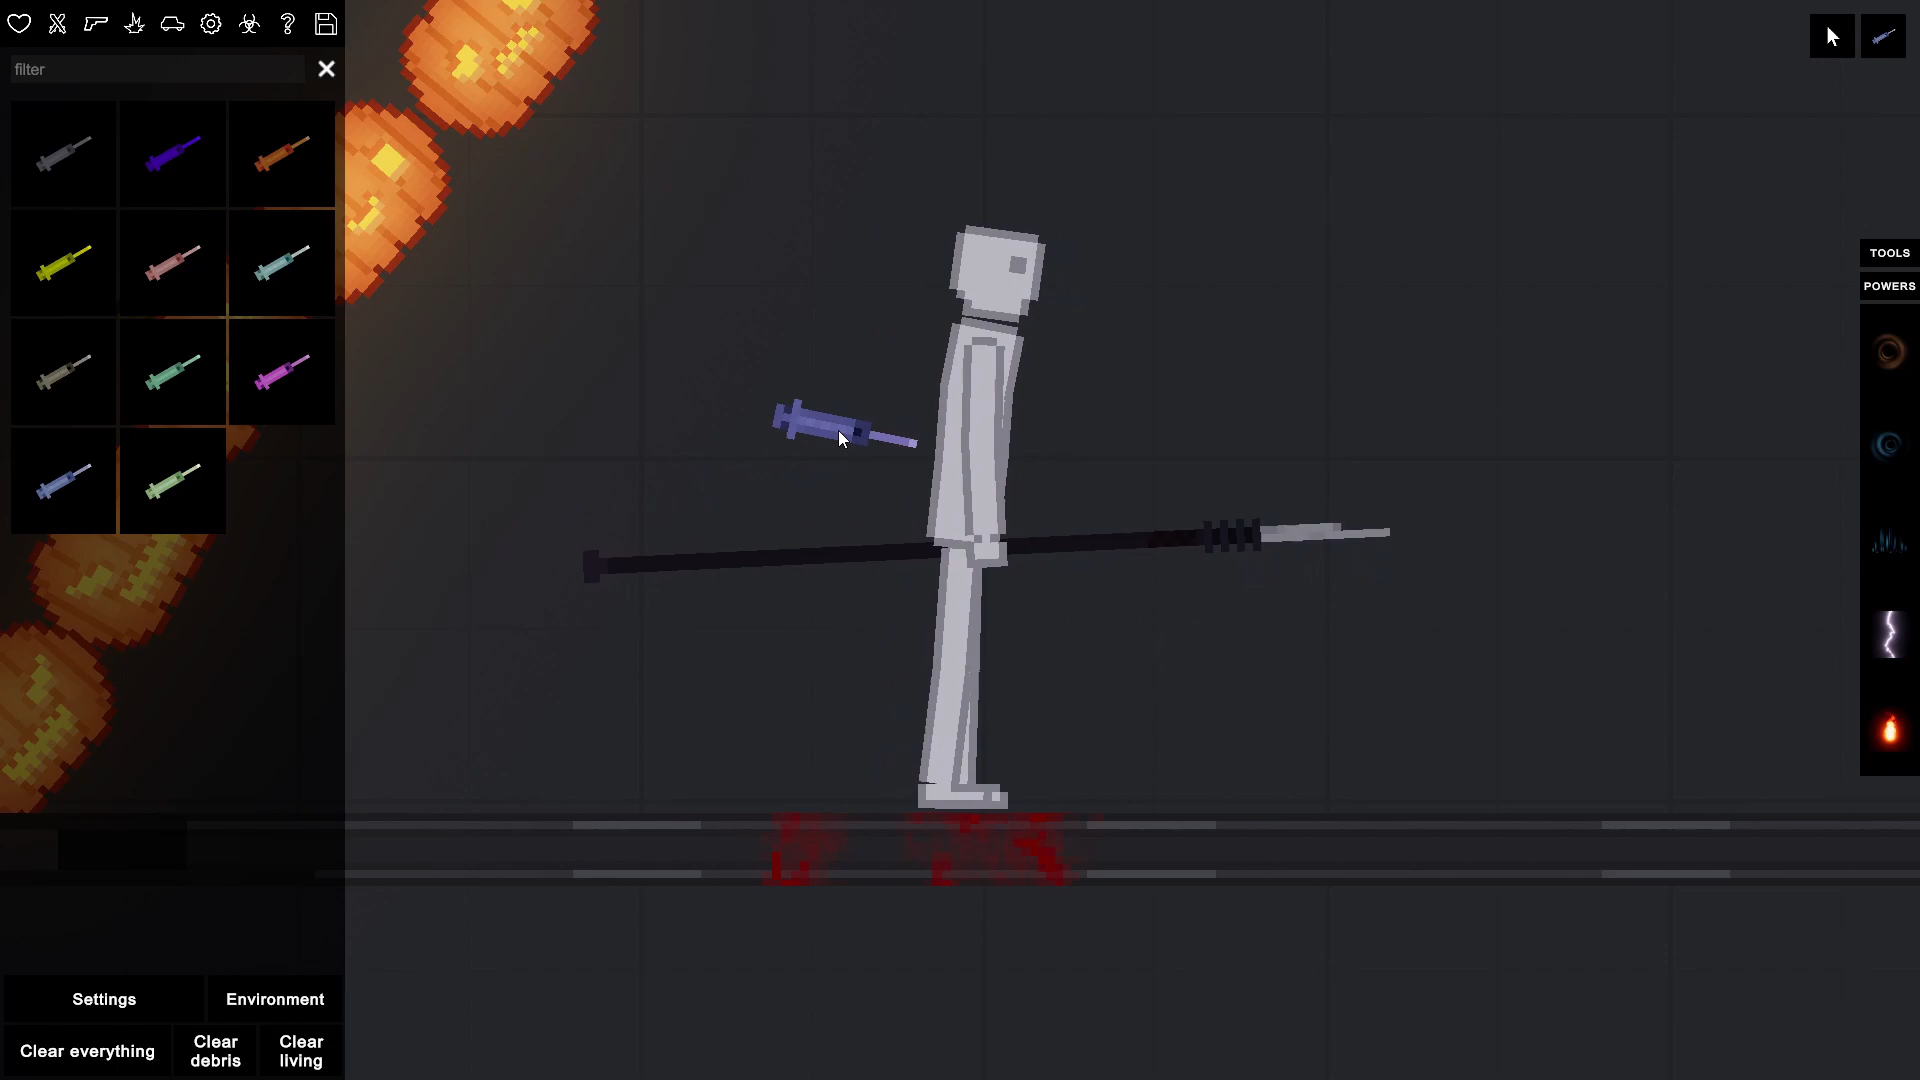 filter
TOOLS
POWERS
Settings
Environment
Clear everything
Clear
debris
Clear
living